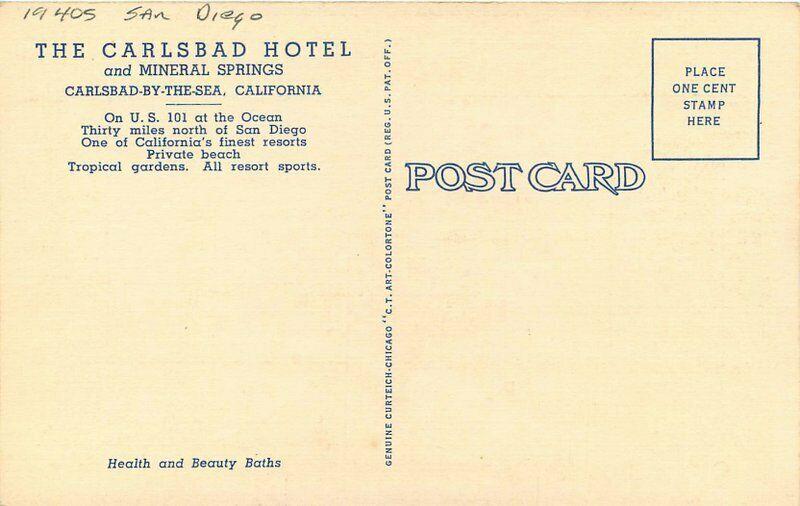 19405 San Diego
THE CARLSBAD HOTEL
and MINERAL SPRINGS
CARLSBAD-BY-THE-SEA, CALIFORNIA
On U. S. 101 at the Ocean
Thirty miles north of San Diego
One of California's finest resorts
Private beach
Tropical gardens. All resort sports.
Health and Beauty Baths
GENUINE CURTEICH-CHICAGO "C.T. ART-COLORTONE" POST CARD (REG. U.S. PAT. OFF.)
POST CARD
PLACE
ONE CENT
STAMP
HERE